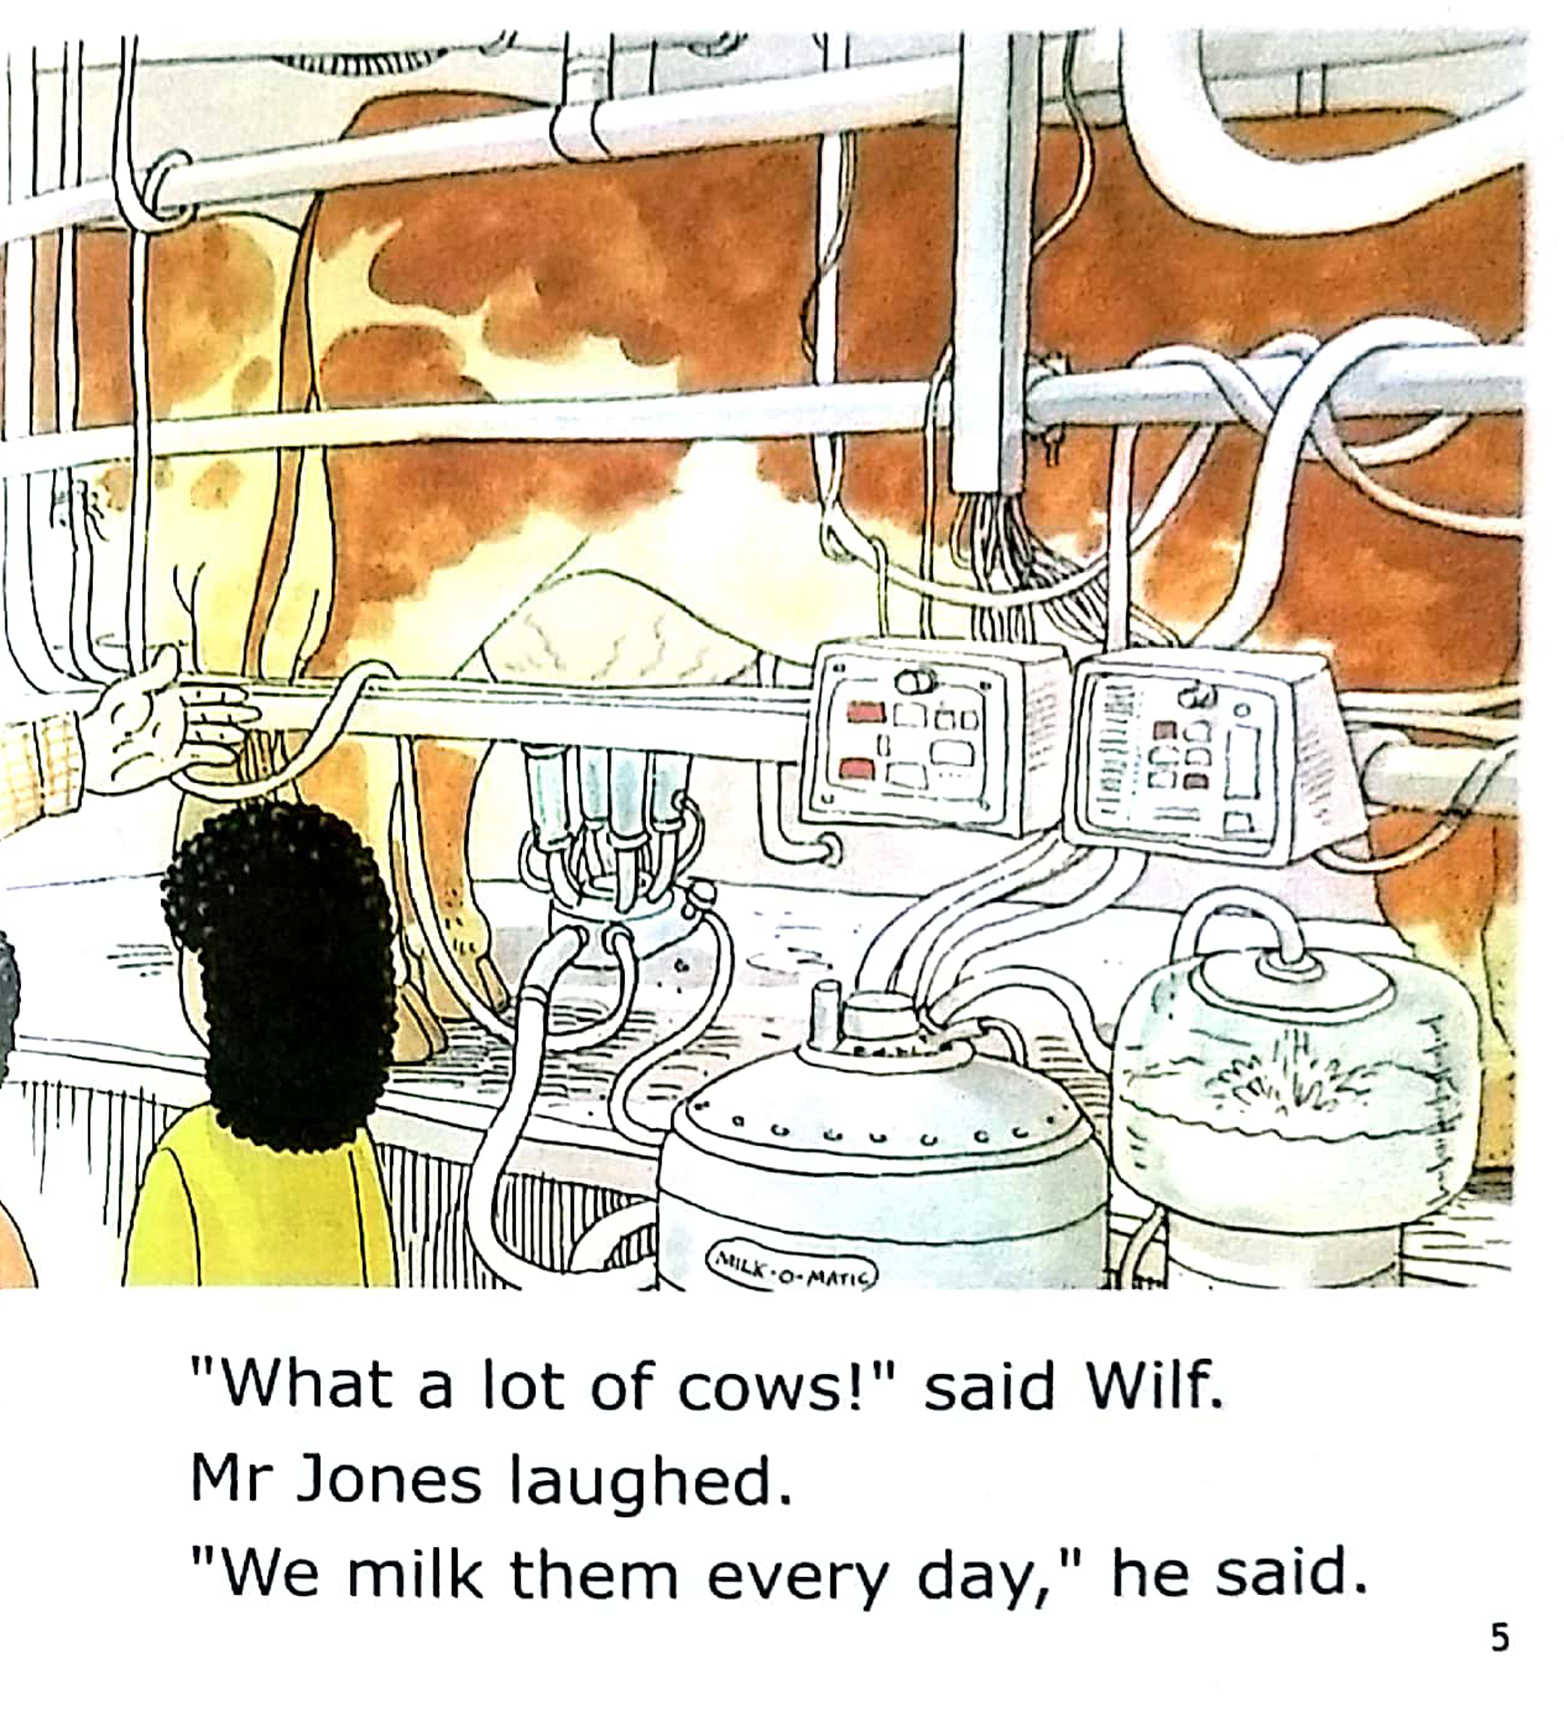 MILK-O-MATIC
"What a lot of cows!" said Wilf.
Mr Jones laughed.
"We milk them every day," he said.
5